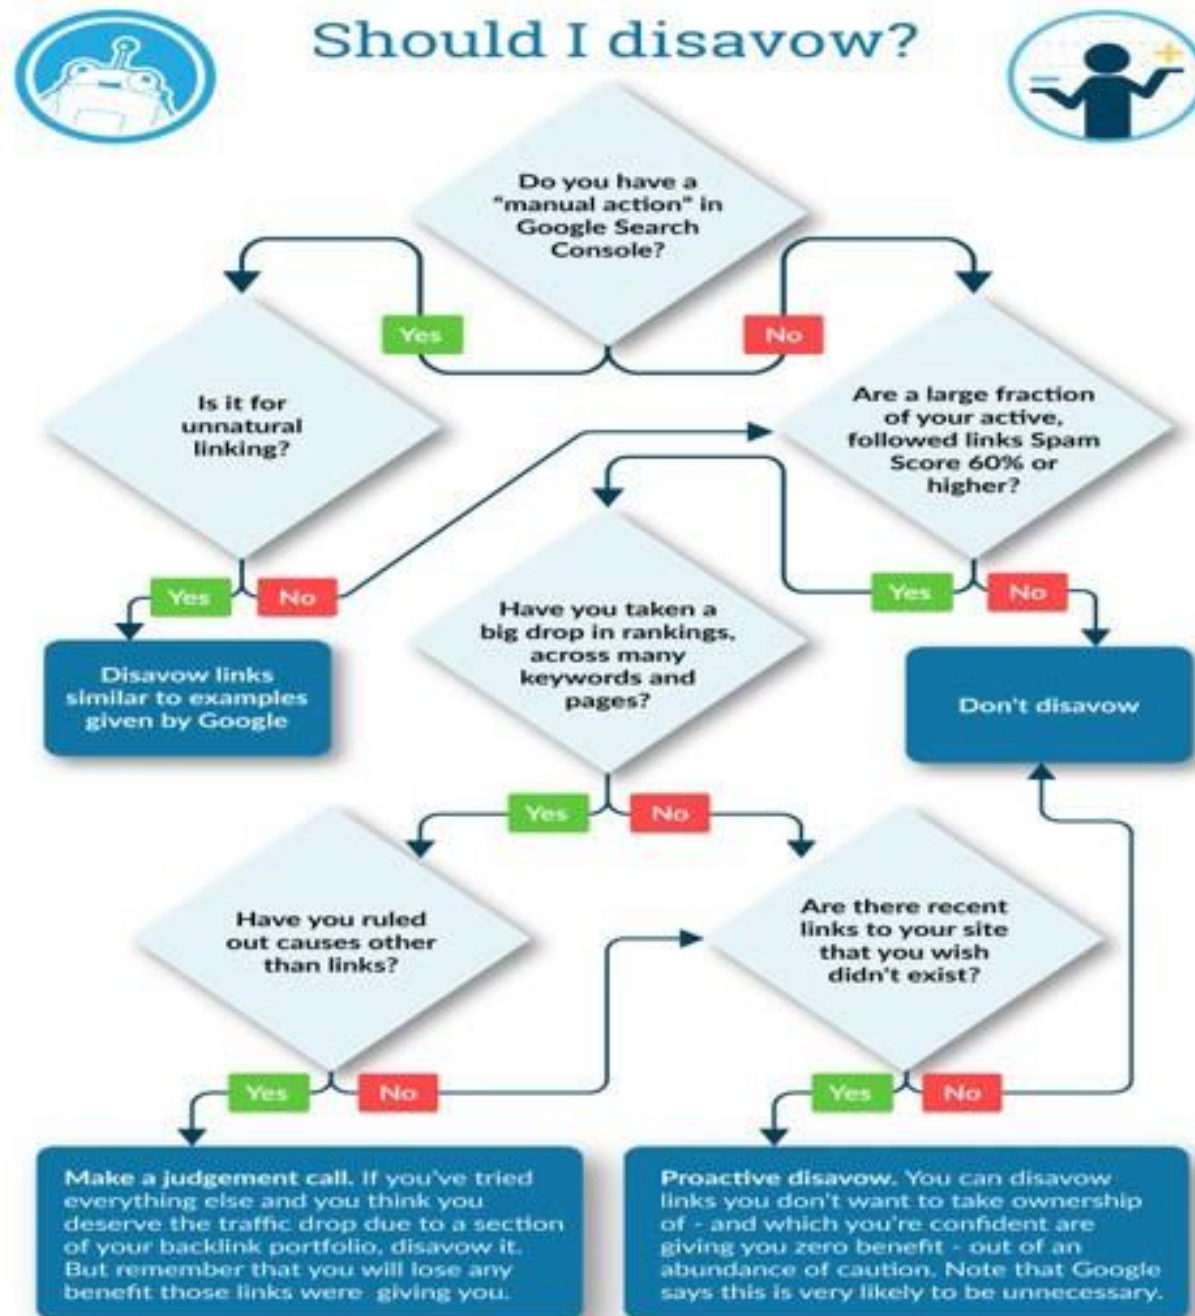 Should I disavow?
Do you have a
"manual action" in
Google Search
Console?
Yes
No
Is it for
unnatural
linking?
Are a large fraction
of your active,
followed links Spam
Score 60% or
higher?
Yes
No
Yes
No
Have you taken a
big drop in rankings,
across many
keywords and
pages?
Disavow links
similar to examples
given by Google
Don't disavow
Yes
No
Have you ruled
out causes other
than links?
Are there recent
links to your site
that you wish
didn't exist?
Yes
No
Yes
No
Make a judgement call. If you've tried
everything else and you think you
deserve the traffic drop due to a section
of your backlink portfolio, disavow it.
But remember that you will lose any
benefit those links were giving you.
Proactive disavow. You can disavow
links you don't want to take ownership
of - and which you're confident are
giving you zero benefit - out of an
abundance of caution. Note that Google
says this is very likely to be unnecessary.